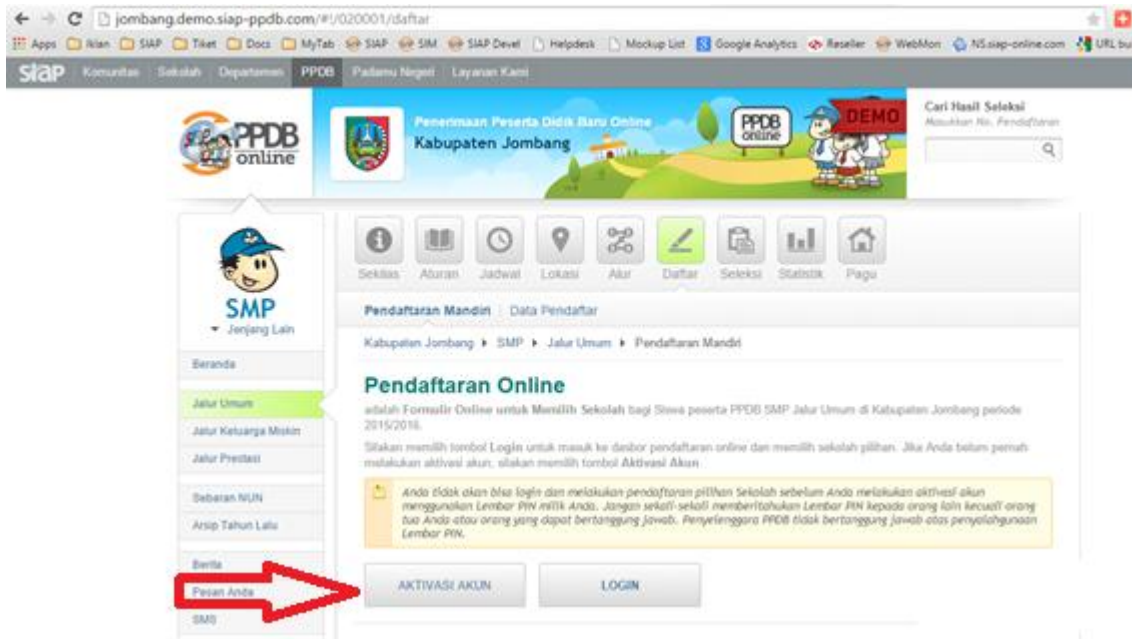 jombang.demo.siap-ppdb.com/#!/020001/daftar
Apps Iklan SIAP Tiket Docs MyTab SIAP SIM SIAP Devel Helpdesk Mockup List Google Analytics Reseller WebMon NS.siap-online.com URL bu
siap Komunitas Sekolah Departemen PPDB Padamu Negeri Layanan Kami
PPDB
online
Penerimaan Peserta Didik Baru Online
Kabupaten Jombang
PPDB
online
DEMO
Cari Hasil Seleksi
Masukkan No. Pendaftaran
SMP
Jenjang Lain
Sekilas Aturan Jadwal Lokasi Alur Daftar Seleksi Statistik Pagu
Pendaftaran Mandiri Data Pendaftar
Kabupaten Jombang SMP Jalur Umum Pendaftaran Mandiri
Beranda
Jalur Umum
Jalur Keluarga Miskin
Jalur Prestasi
Sebaran NUN
Arsip Tahun Lalu
Berita
Pesan Anda
SMS
Pendaftaran Online
adalah Formulir Online untuk Memilih Sekolah bagi Siswa peserta PPDB SMP Jalur Umum di Kabupaten Jombang periode
2015/2016.
Silakan memilih tombol Login untuk masuk ke dasbor pendaftaran online dan memilih sekolah pilihan. Jika Anda belum pernah
melakukan aktivasi akun, silakan memilih tombol Aktivasi Akun
Anda tidak akan bisa login dan melakukan pendaftaran pilihan Sekolah sebelum Anda melakukan aktivasi akun
menggunakan Lembar PIN milik Anda. Jangan sekali-sekali memberitahukan Lembar PIN kepada orang lain kecuali orang
tua Anda atau orang yang dapat bertanggung jawab. Penyelenggara PPDB tidak bertanggung jawab atas penyalahgunaan
Lembar PIN.
AKTIVASI AKUN LOGIN